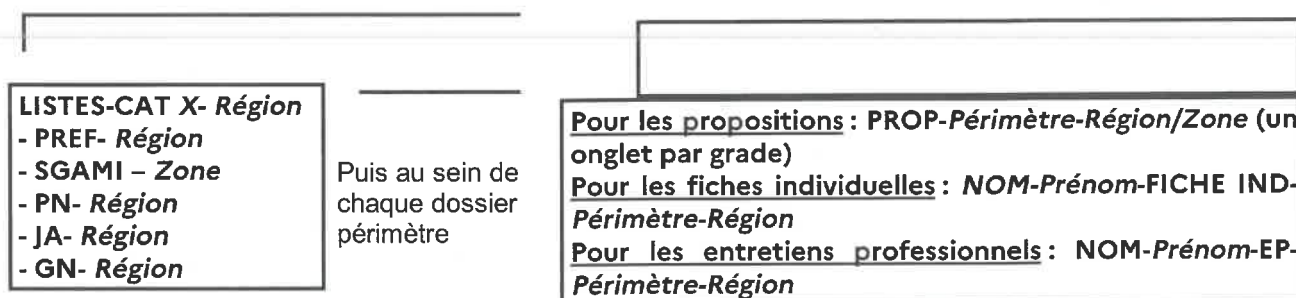 LISTES-CAT X- Région
- PREF- Région
- SGAMI – Zone
- PN- Région
- JA- Région
- GN- Région
Puis au sein de
chaque dossier
périmètre
Pour les propositions : PROP-Périmètre-Région/Zone (un
onglet par grade)
Pour les fiches individuelles : NOM-Prénom-FICHE IND-
Périmètre-Région
Pour les entretiens professionnels : NOM-Prénom-EP-
Périmètre-Région